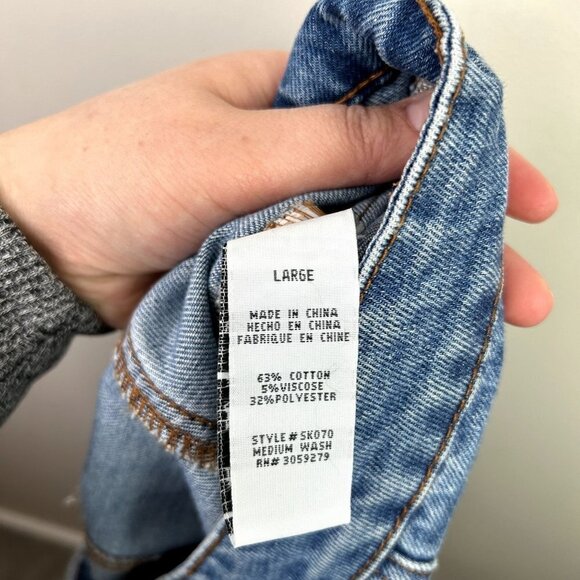 LARGE
MADE IN CHINA
HECHO EN CHINA
FABRIQUE EN CHINE
63% COTTON
5%VISCOSE
32%POLYESTER
STYLE#SK070
MEDIUM WASH
RN# 3059279